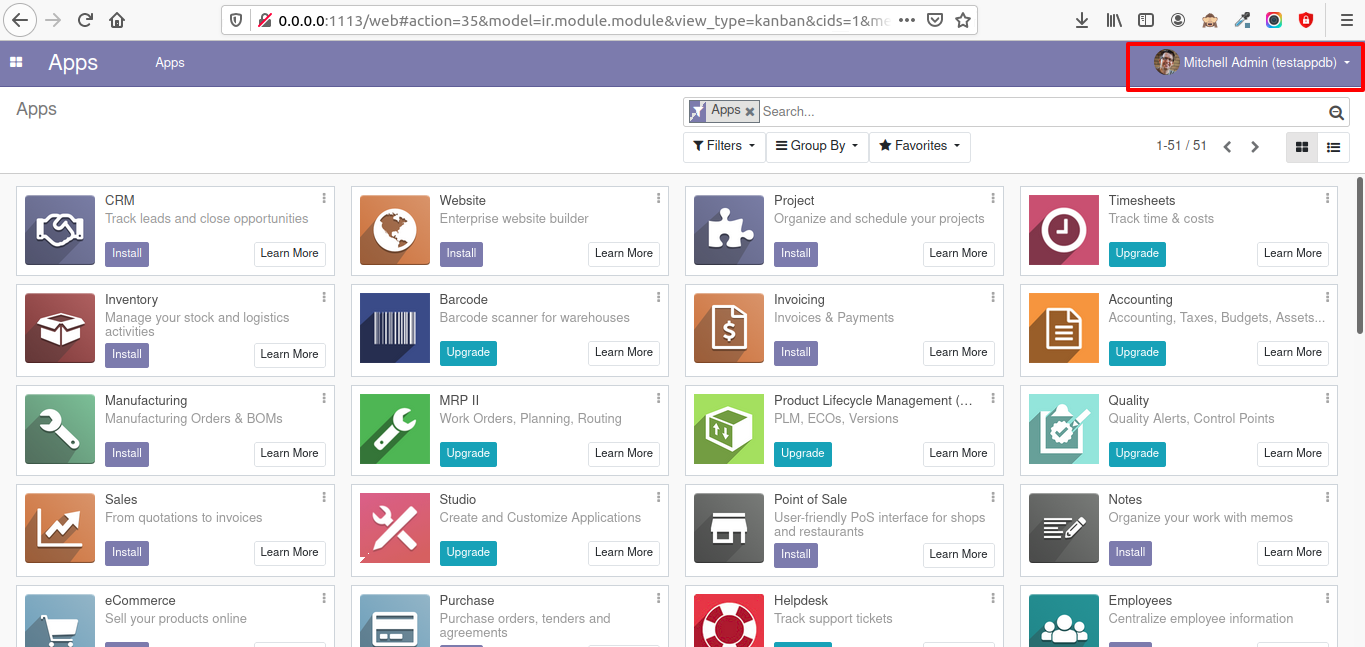 0.0.0.0:1113/web#action=35&model=ir.module.module&view_type=kanban&cids=1&me
Apps
Apps
Mitchell Admin (testappdb)
Apps
Apps
Search...
Filters
Group By
Favorites
1-51 / 51
CRM
Track leads and close opportunities
Install
Learn More
Website
Enterprise website builder
Install
Learn More
Project
Organize and schedule your projects
Install
Learn More
Timesheets
Track time & costs
Upgrade
Learn More
Inventory
Manage your stock and logistics
activities
Install
Learn More
Barcode
Barcode scanner for warehouses
Upgrade
Learn More
Invoicing
Invoices & Payments
Install
Learn More
Accounting
Accounting, Taxes, Budgets, Assets...
Upgrade
Learn More
Manufacturing
Manufacturing Orders & BOMs
Install
Learn More
MRP II
Work Orders, Planning, Routing
Upgrade
Learn More
Product Lifecycle Management (...
PLM, ECOs, Versions
Upgrade
Learn More
Quality
Quality Alerts, Control Points
Upgrade
Learn More
Sales
From quotations to invoices
Install
Learn More
Studio
Create and Customize Applications
Upgrade
Learn More
Point of Sale
User-friendly PoS interface for shops
and restaurants
Install
Learn More
Notes
Organize your work with memos
Install
Learn More
eCommerce
Sell your products online
Purchase
Purchase orders, tenders and
agreements
Helpdesk
Track support tickets
Employees
Centralize employee information